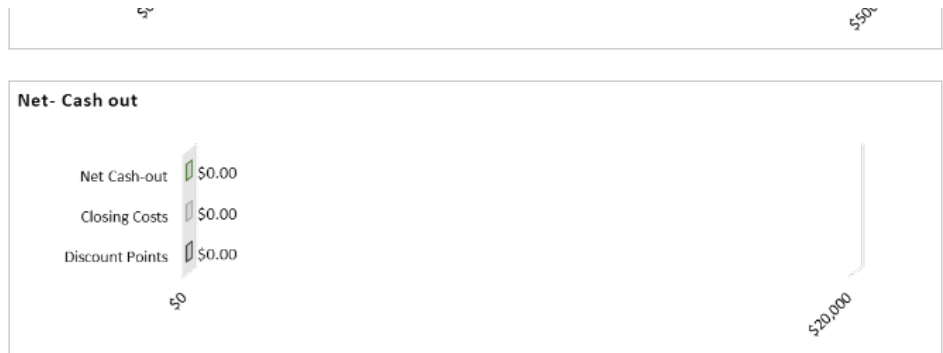 Net- Cash out
Net Cash-out $0.00
Closing Costs $0.00
Discount Points $0.00
$0
$20,000